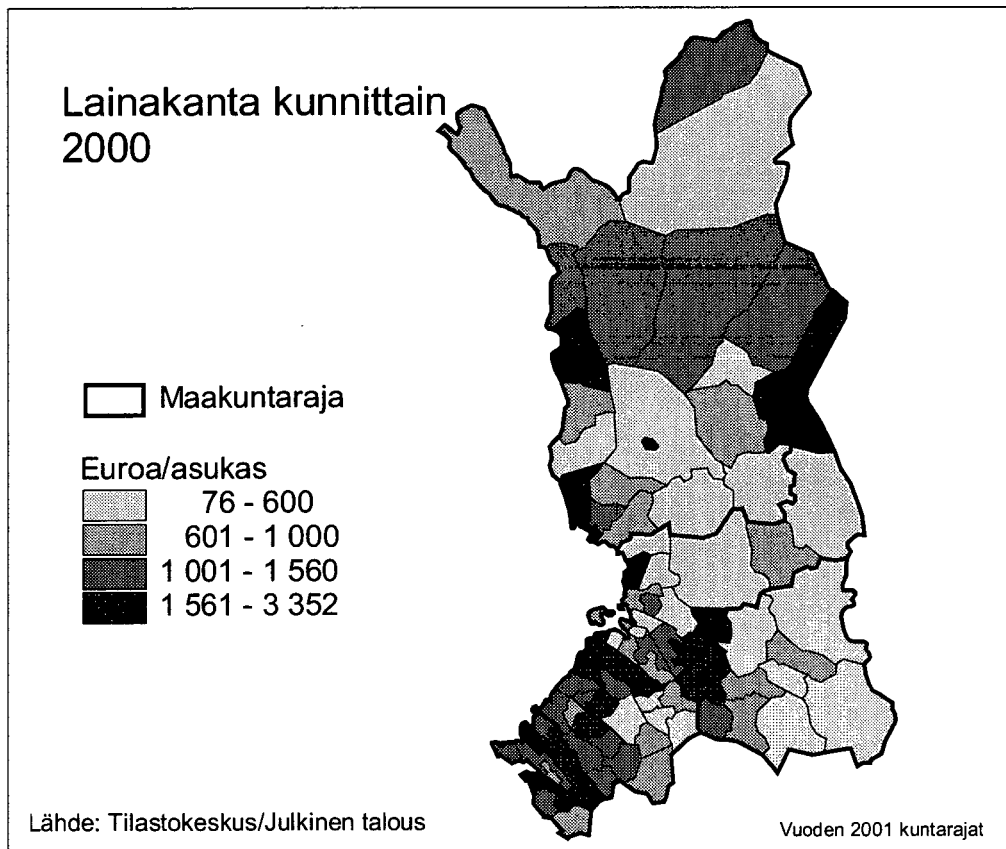 Lainakanta kunnittain
2000
Maakuntaraja
Euroa/asukas
76 - 600
601 - 1 000
1 001 - 1 560
1 561 - 3 352
Lähde: Tilastokeskus/Julkinen talous
Vuoden 2001 kuntarajat